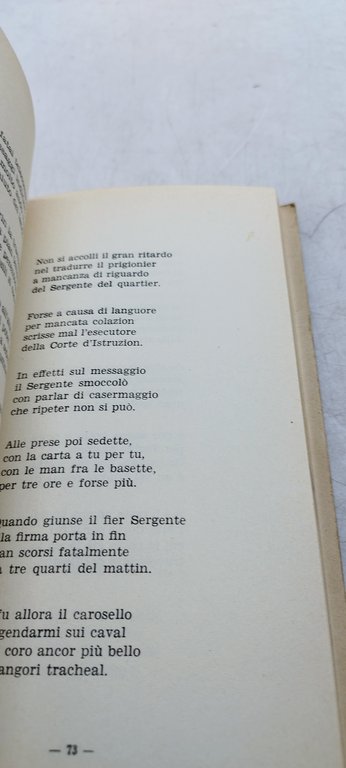 Non si accolli il gran ritardo
nel tradurre il prigionier
a mancanza di riguardo
del Sergente del quartier.
Forse a causa di languore
per mancata colazion
scrisse mal l'esecutore
della Corte d'Istruzion.
In effetti sul messaggio
il Sergente smoccolò
con parlar di casermaggio
che ripeter non si può.
Alle prese poi sedette,
con la carta a tu per tu,
con le man fra le basette,
per tre ore e forse più.
Quando giunse il fier Sergente
la firma porta in fin
an scorsi fatalmente
tre quarti del mattin.
fu allora il carosello
gendarmi sui caval
coro ancor più bello
angori tracheal.
— 73 —